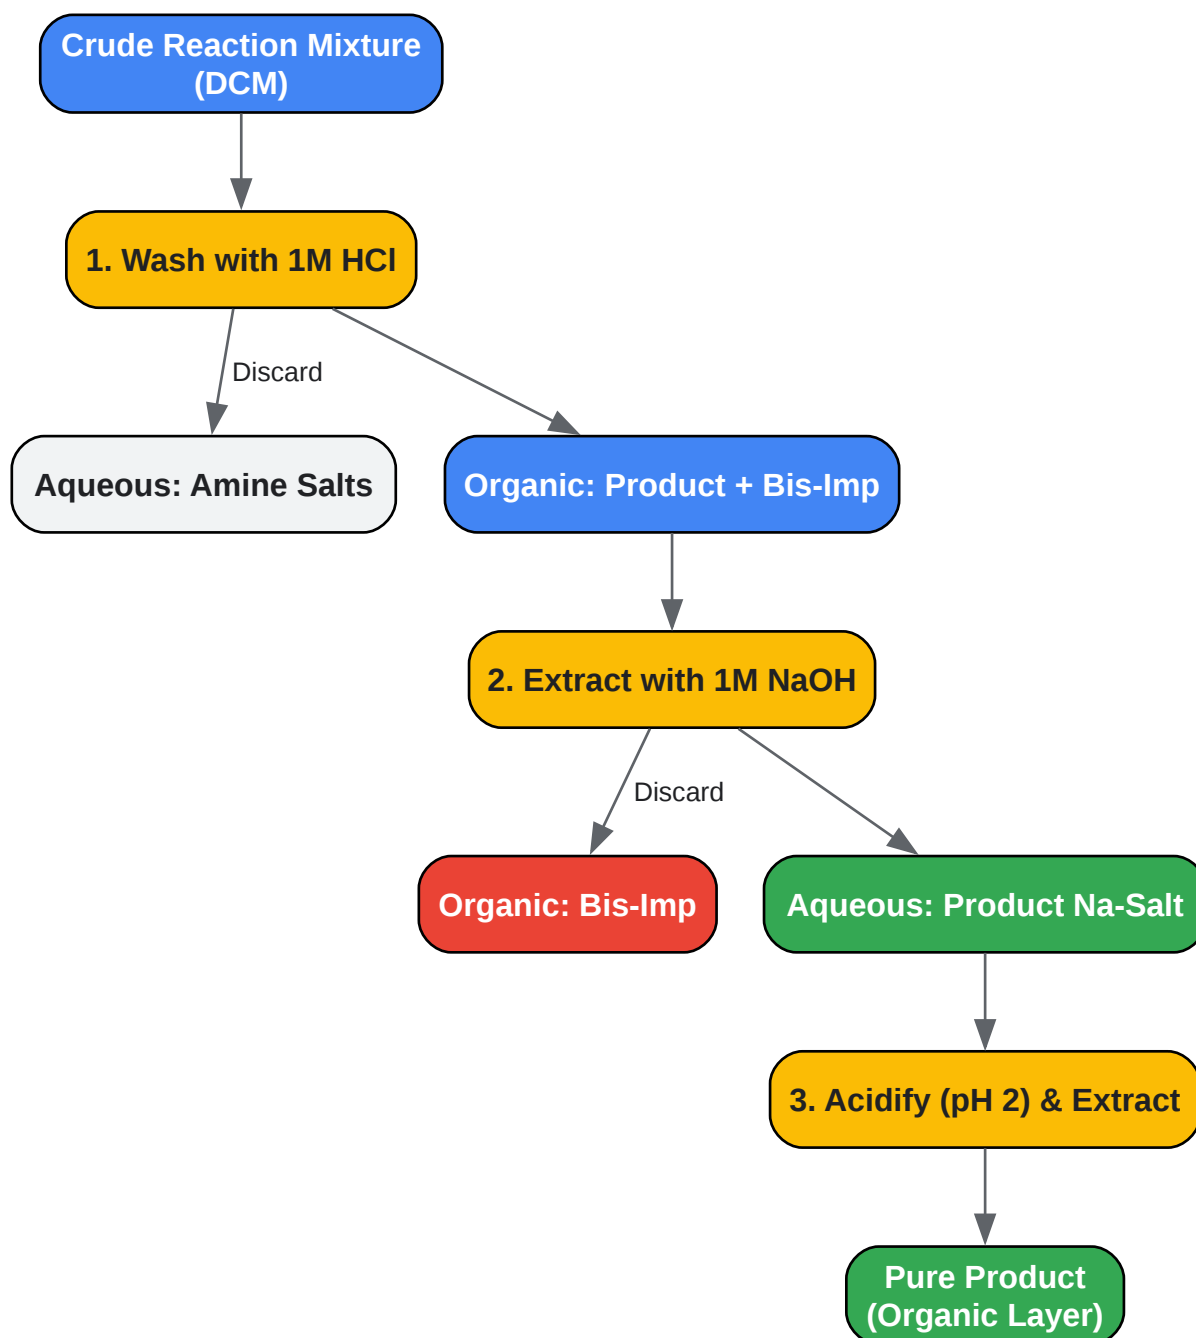 Crude Reaction Mixture
(DCM)
1. Wash with 1M HCl
Discard
Aqueous: Amine Salts
Organic: Product + Bis-Imp
2. Extract with 1M NaOH
Discard
Organic: Bis-Imp
Aqueous: Product Na-Salt
3. Acidify (pH 2) & Extract
Pure Product
(Organic Layer)